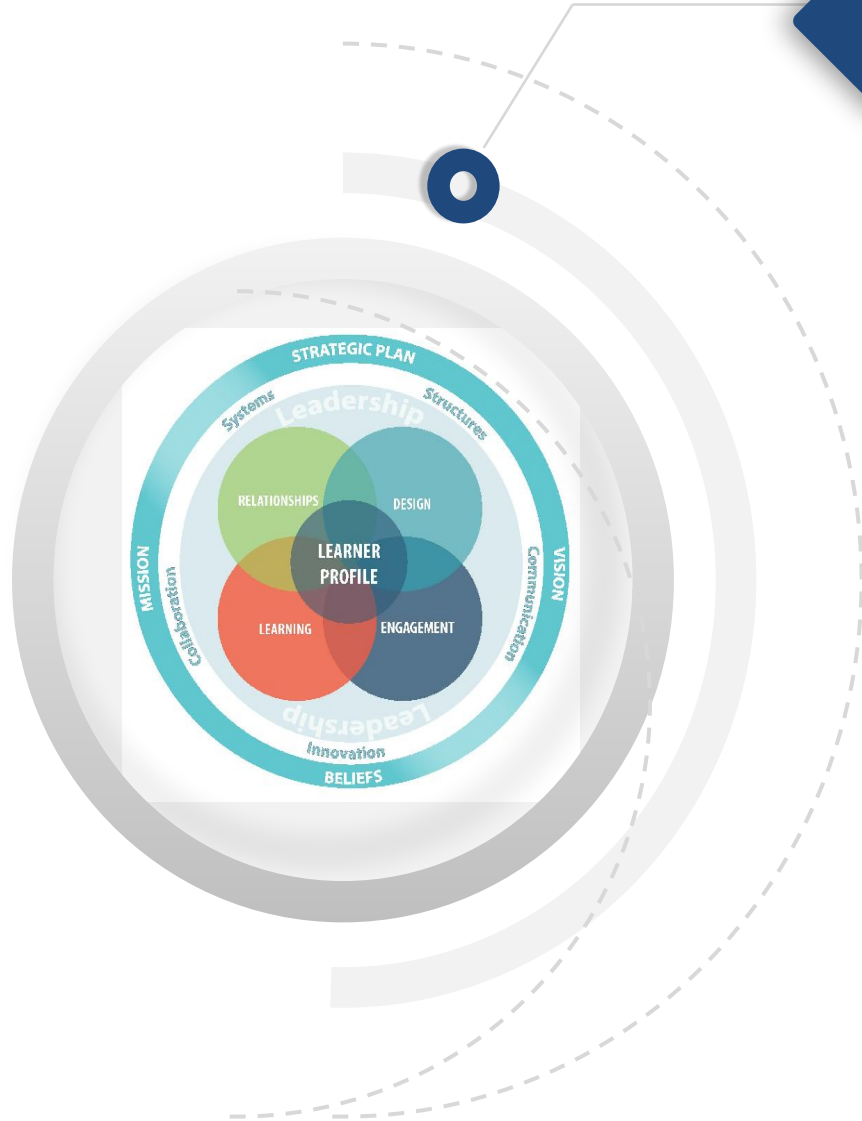 STRATEGIC PLAN
Systems
Structures
Leadership
RELATIONSHIPS
DESIGN
LEARNER
PROFILE
MISSION
VISION
Collaboration
Communication
LEARNING
ENGAGEMENT
Leadership
Innovation
BELIEFS